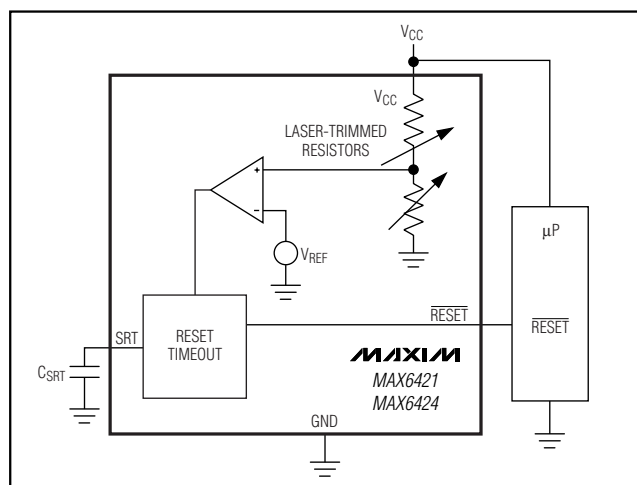 VCC
VCC
LASER-TRIMMED
RESISTORS
+
−
VREF
µP
SRT
RESET
TIMEOUT
RESET
RESET
CSRT
MAXIM
MAX6421
MAX6424
GND